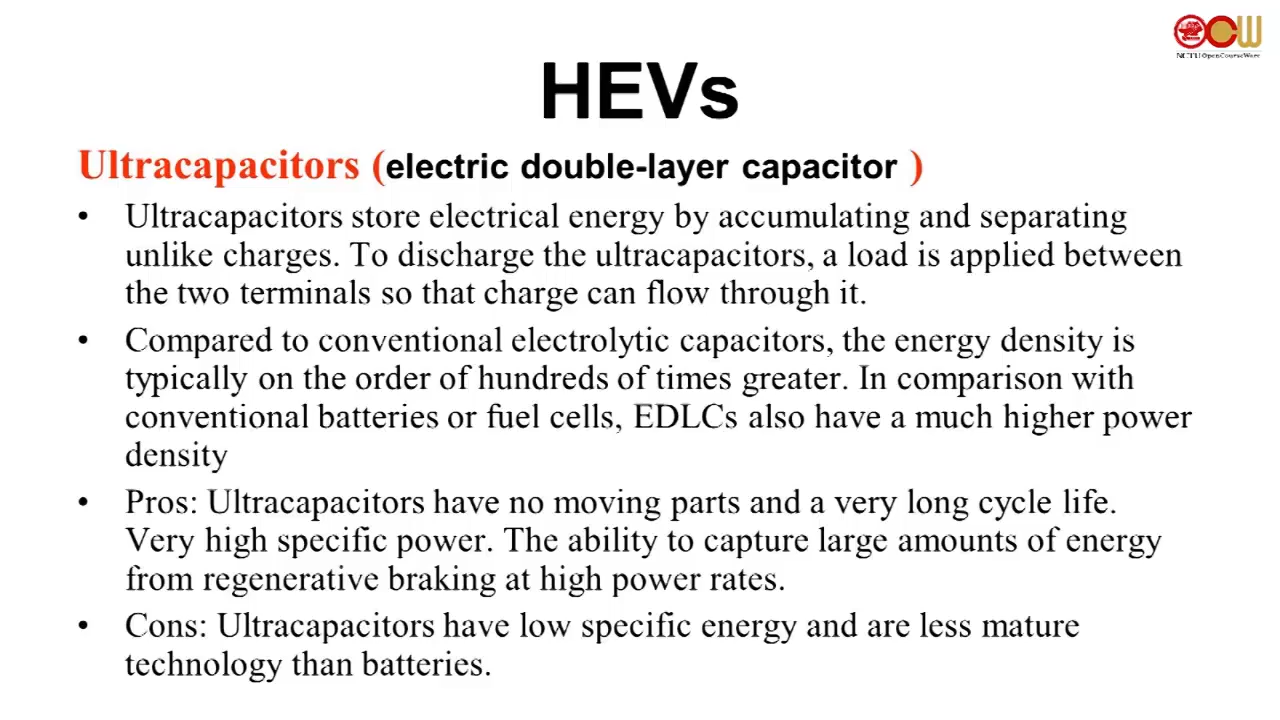 OCW
NCTU OpenCourseWare
HEVs
Ultracapacitors (electric double-layer capacitor )
• Ultracapacitors store electrical energy by accumulating and separating
unlike charges. To discharge the ultracapacitors, a load is applied between
the two terminals so that charge can flow through it.
• Compared to conventional electrolytic capacitors, the energy density is
typically on the order of hundreds of times greater. In comparison with
conventional batteries or fuel cells, EDLCs also have a much higher power
density
• Pros: Ultracapacitors have no moving parts and a very long cycle life.
Very high specific power. The ability to capture large amounts of energy
from regenerative braking at high power rates.
• Cons: Ultracapacitors have low specific energy and are less mature
technology than batteries.